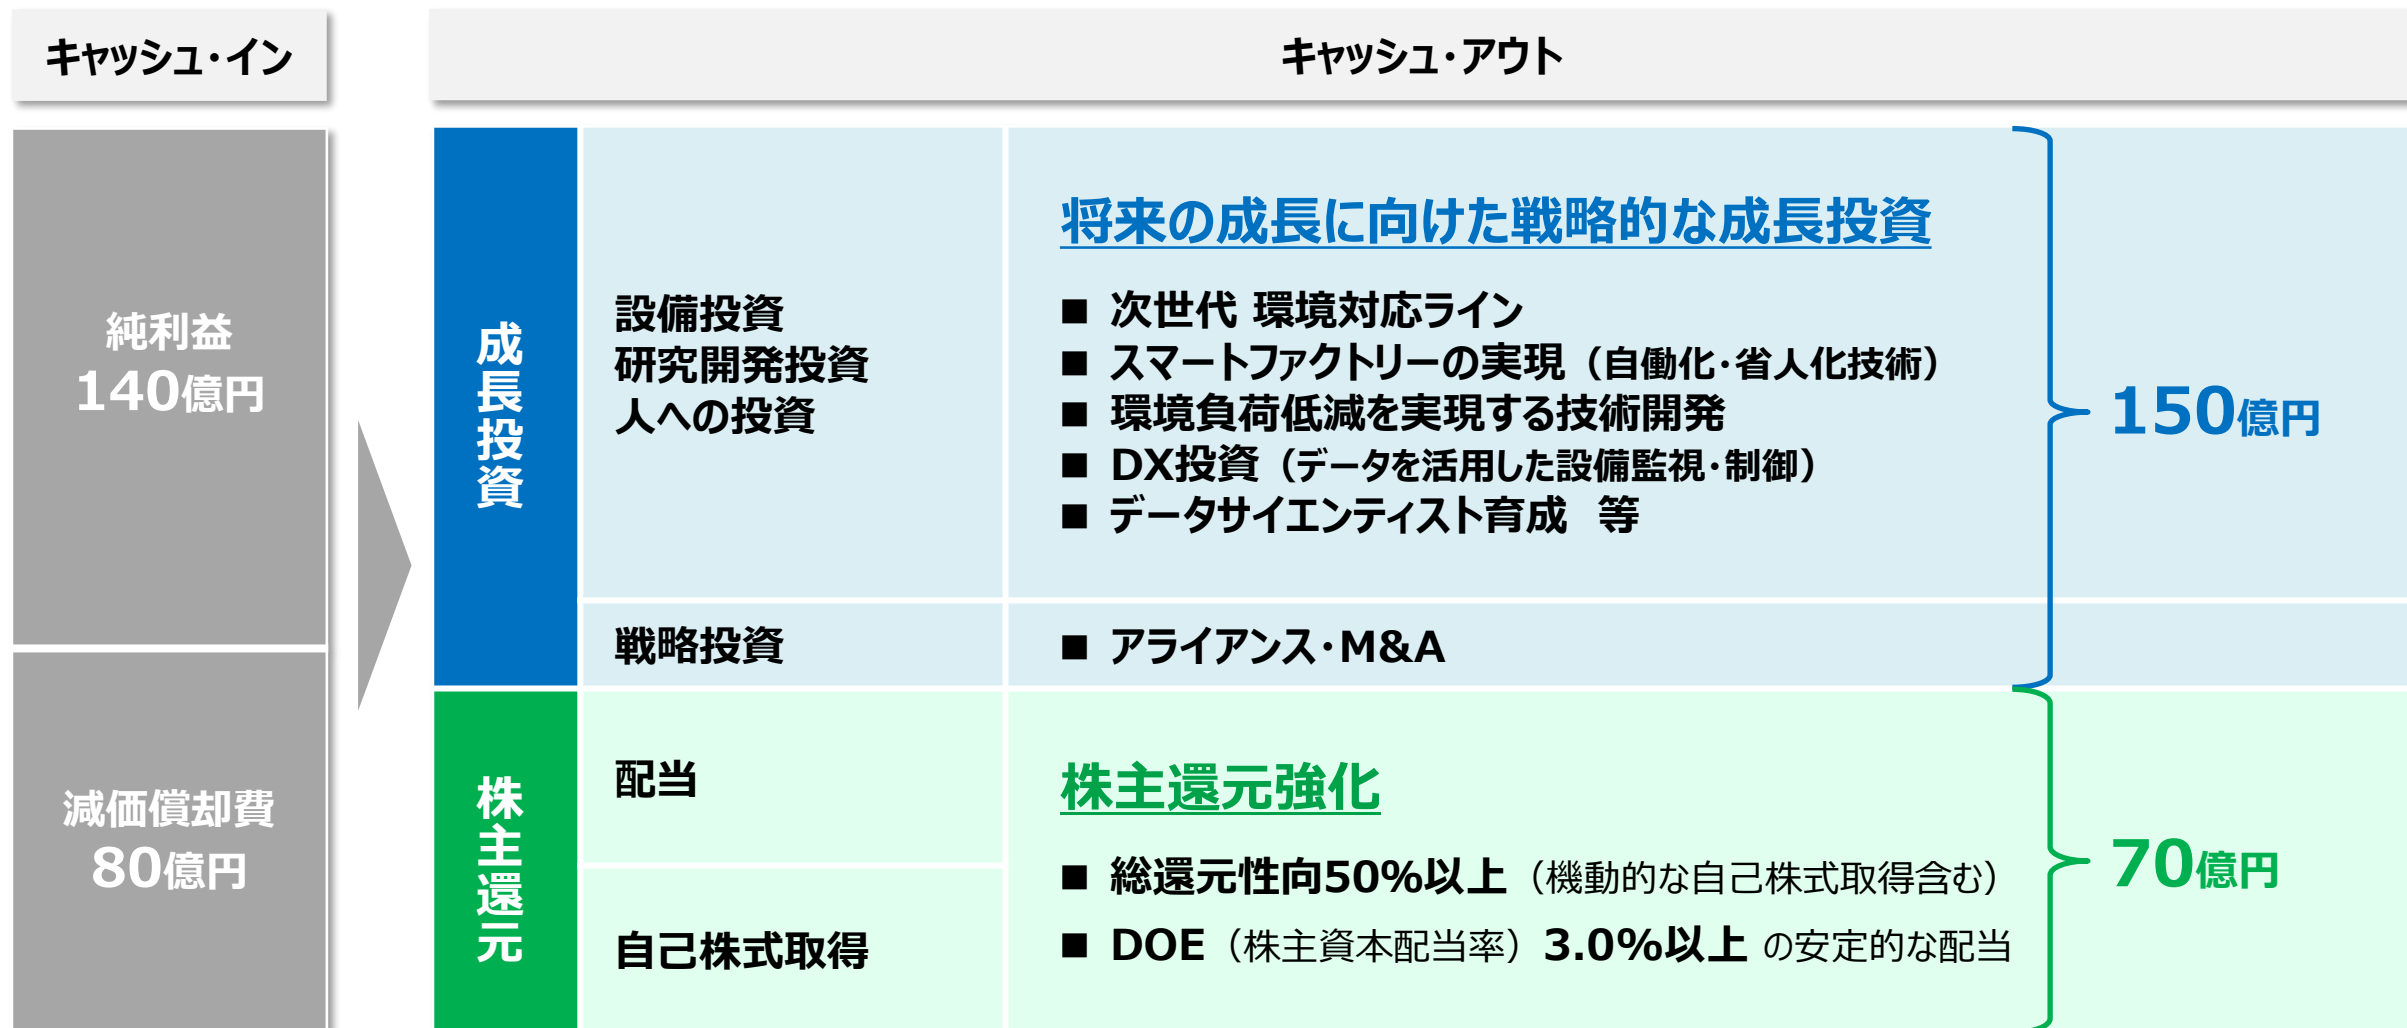 キャッシュ・イン
キャッシュ・アウト
純利益
140億円
減価償却費
80億円
成長投資
設備投資
研究開発投資
人への投資
将来の成長に向けた戦略的な成長投資
■ 次世代 環境対応ライン
■ スマートファクトリーの実現（自働化・省人化技術）
■ 環境負荷低減を実現する技術開発
■ DX投資（データを活用した設備監視・制御）
■ データサイエンティスト育成　等
150億円
戦略投資
■ アライアンス・M&A
株主還元
配当
自己株式取得
株主還元強化
■ 総還元性向50%以上（機動的な自己株式取得含む）
■ DOE（株主資本配当率）3.0%以上 の安定的な配当
70億円